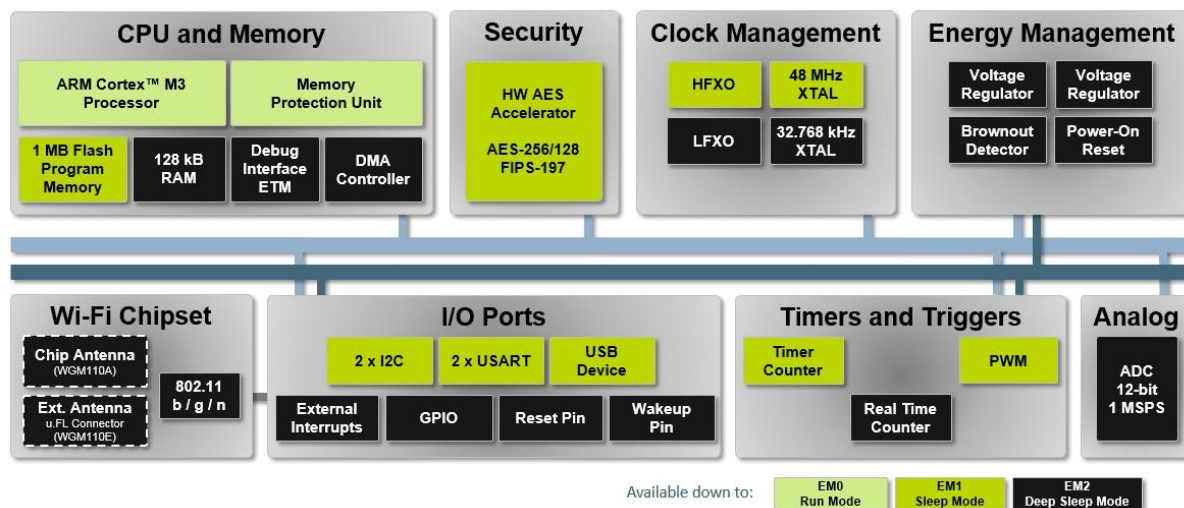 CPU and Memory
ARM Cortex™ M3
Processor
Memory
Protection Unit
1 MB Flash
Program
Memory
128 kB
RAM
Debug
Interface
ETM
DMA
Controller
Security
HW AES
Accelerator
AES-256/128
FIPS-197
Clock Management
HFXO
48 MHz
XTAL
LFXO
32.768 kHz
XTAL
Energy Management
Voltage
Regulator
Voltage
Regulator
Brownout
Detector
Power-On
Reset
Wi-Fi Chipset
Chip Antenna
(WGM110A)
Ext. Antenna
u.FL Connector
(WGM110E)
802.11
b / g / n
I/O Ports
2 x I2C
2 x USART
USB
Device
External
Interrupts
GPIO
Reset Pin
Wakeup
Pin
Timers and Triggers
Timer
Counter
PWM
Real Time
Counter
Analog
ADC
12-bit
1 MSPS
Available down to:
EM0
Run Mode
EM1
Sleep Mode
EM2
Deep Sleep Mode